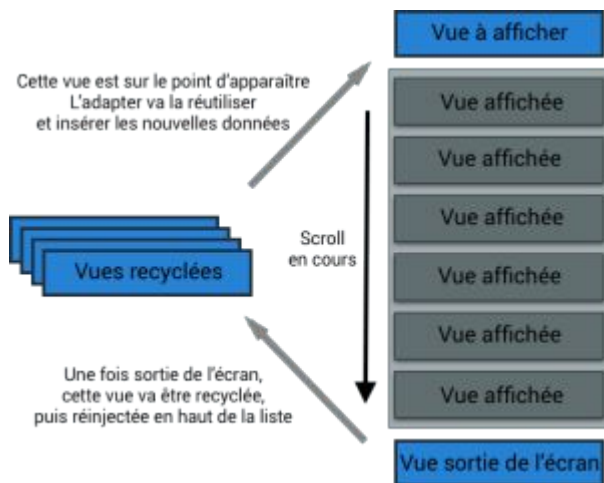 Vue à afficher
Cette vue est sur le point d'apparaître
L'adapter va la réutiliser
et insérer les nouvelles données
Vue affichée
Vue affichée
Vue affichée
Vue affichée
Vue affichée
Vue affichée
Scroll
en cours
Vues recyclées
Une fois sortie de l'écran,
cette vue va être recyclée,
puis réinjectée en haut de la liste
Vue sortie de l'écran